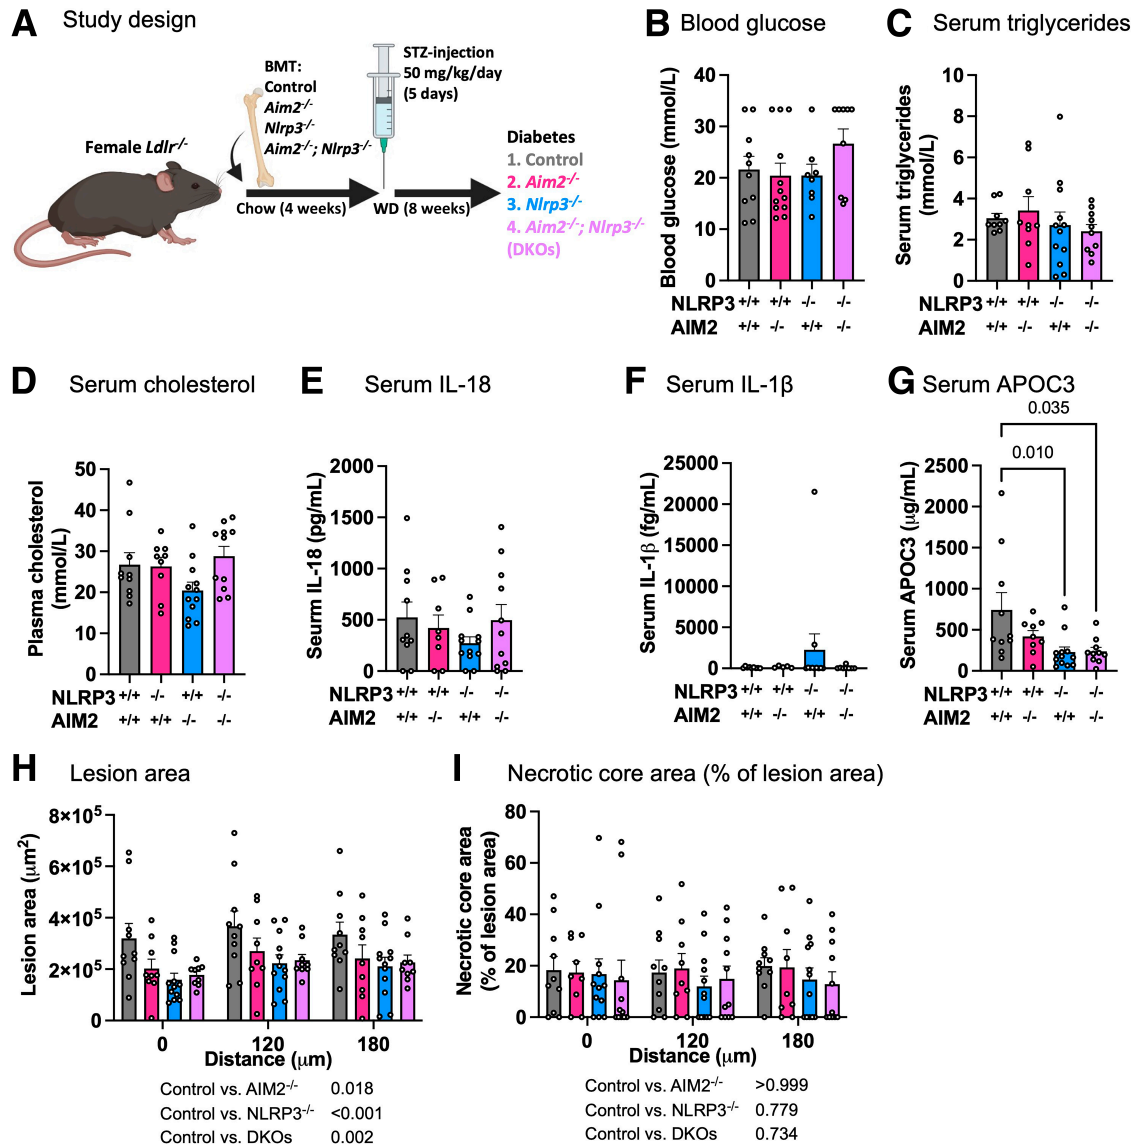 A Study design
BMT:
Control
Aim2-/-
Nlrp3-/-
Aim2-/-; Nlrp3-/-
STZ-injection
50 mg/kg/day
(5 days)
Female Ldlr-/-
Chow (4 weeks)
WD (8 weeks)
Diabetes
1. Control
2. Aim2-/-
3. Nlrp3-/-
4. Aim2-/-; Nlrp3-/-
(DKOs)
B Blood glucose
Blood glucose (mmol/L)
40
30
20
10
0
NLRP3 +/+ +/+ -/- -/-
AIM2 +/+ -/- +/+ -/-
C Serum triglycerides
Serum triglycerides
(mmol/L)
10
8
6
4
2
0
NLRP3 +/+ +/+ -/- -/-
AIM2 +/+ -/- +/+ -/-
D Serum cholesterol
Plasma cholesterol
(mmol/L)
50
40
30
20
10
0
NLRP3 +/+ -/- +/+ -/-
AIM2 +/+ +/+ -/- -/-
E Serum IL-18
Seurm IL-18 (pg/mL)
2000
1500
1000
500
0
NLRP3 +/+ +/+ -/- -/-
AIM2 +/+ -/- +/+ -/-
F Serum IL-1β
Serum IL-1β (fg/mL)
25000
20000
15000
10000
5000
0
NLRP3 +/+ +/+ -/- -/-
AIM2 +/+ -/- +/+ -/-
G Serum APOC3
0.035
0.010
Serum APOC3 (μg/mL)
2500
2000
1500
1000
500
0
NLRP3 +/+ +/+ -/- -/-
AIM2 +/+ -/- +/+ -/-
H Lesion area
Lesion area (μm2)
8×105
6×105
4×105
2×105
0
0 120 180
Distance (μm)
Control vs. AIM2-/- 0.018
Control vs. NLRP3-/- <0.001
Control vs. DKOs 0.002
I Necrotic core area (% of lesion area)
Necrotic core area
(% of lesion area)
80
60
40
20
0
0 120 180
Distance (μm)
Control vs. AIM2-/- >0.999
Control vs. NLRP3-/- 0.779
Control vs. DKOs 0.734